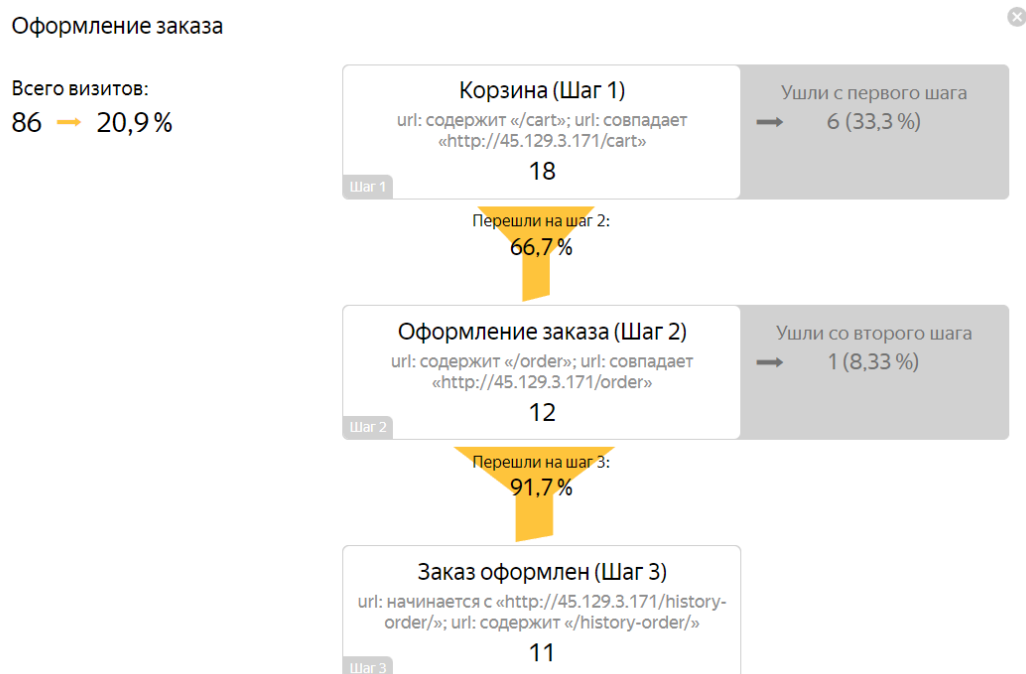 Оформление заказа
Всего визитов:
86 → 20,9 %
Корзина (Шаг 1)
url: содержит «/cart»; url: совпадает
«http://45.129.3.171/cart»
18
Шаг 1
Ушли с первого шага
→ 6 (33,3 %)
Перешли на шаг 2:
66,7 %
Оформление заказа (Шаг 2)
url: содержит «/order»; url: совпадает
«http://45.129.3.171/order»
12
Шаг 2
Ушли со второго шага
→ 1 (8,33 %)
Перешли на шаг 3:
91,7 %
Заказ оформлен (Шаг 3)
url: начинается с «http://45.129.3.171/history-
order/»; url: содержит «/history-order/»
11
Шаг 3